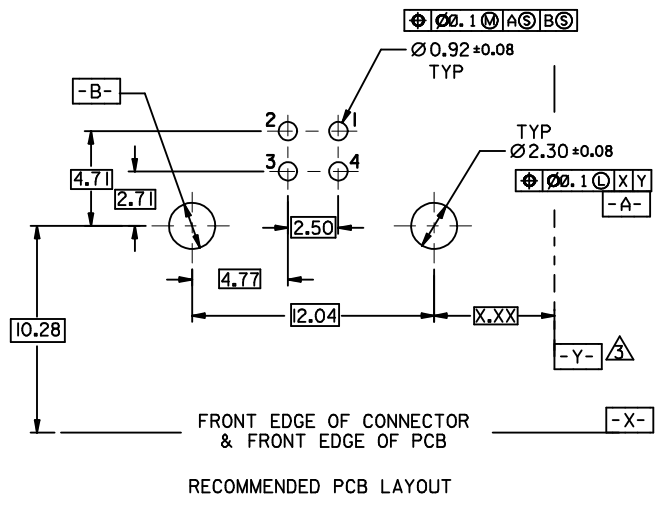 ⌖ Ø0.1 Ⓜ A Ⓢ B Ⓢ
Ø 0.92 ±0.08
TYP
-B-
2 1
3 4
TYP
Ø 2.30 ±0.08
⌖ Ø0.1 Ⓛ X Y
-A-
4.71
2.71
2.50
4.77
12.04
X.XX
10.28
-Y- 3
FRONT EDGE OF CONNECTOR
& FRONT EDGE OF PCB
-X-
RECOMMENDED PCB LAYOUT